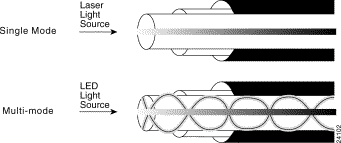 Laser
Light
Source
Single Mode
LED
Light
Source
Multi-mode
24102